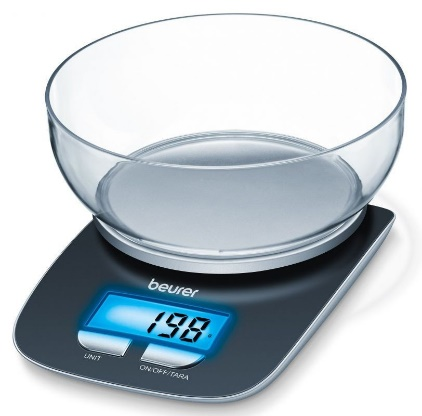 beurer
198
UNIT
ON/OFF/TARA